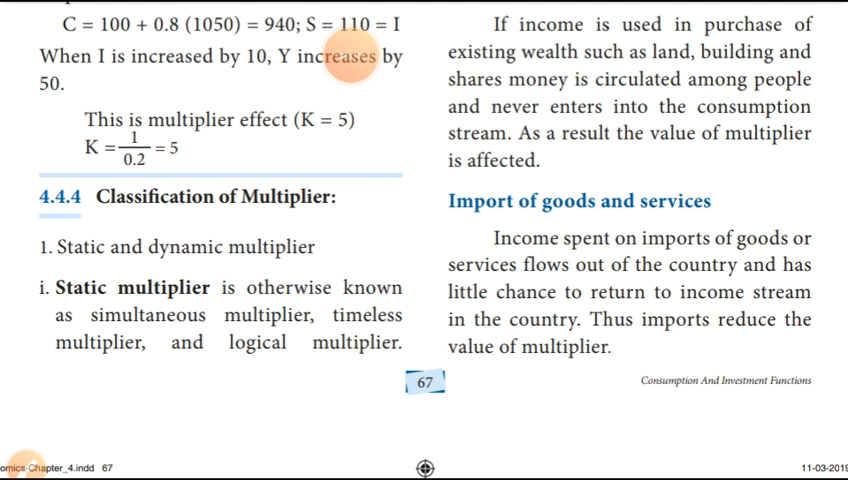 C = 100 + 0.8 (1050) = 940; S = 110 = I
When I is increased by 10, Y increases by
50.
This is multiplier effect (K = 5)
K = 1/0.2 = 5
4.4.4 Classification of Multiplier:
1. Static and dynamic multiplier
i. Static multiplier is otherwise known
as simultaneous multiplier, timeless
multiplier, and logical multiplier.
If income is used in purchase of
existing wealth such as land, building and
shares money is circulated among people
and never enters into the consumption
stream. As a result the value of multiplier
is affected.
Import of goods and services
Income spent on imports of goods or
services flows out of the country and has
little chance to return to income stream
in the country. Thus imports reduce the
value of multiplier.
67
Consumption And Investment Functions
omics-Chapter_4.indd 67
11-03-2019